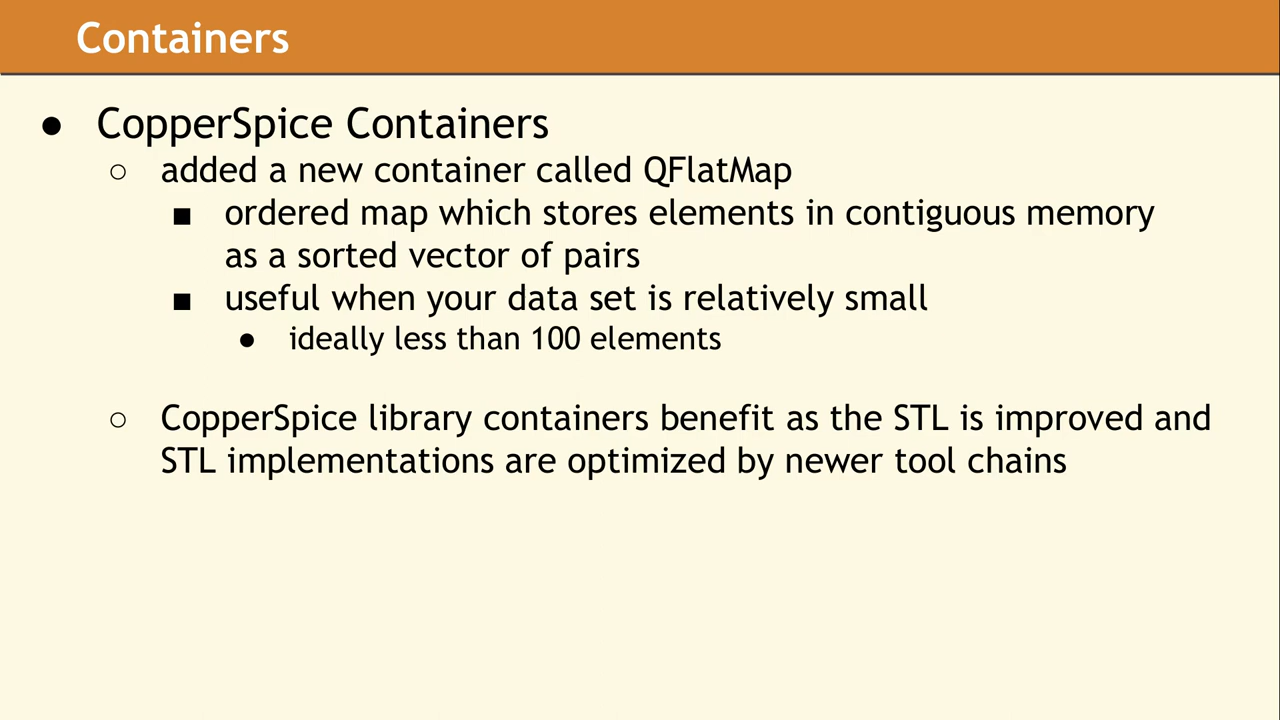 Containers
● CopperSpice Containers
○ added a new container called QFlatMap
■ ordered map which stores elements in contiguous memory
as a sorted vector of pairs
■ useful when your data set is relatively small
● ideally less than 100 elements
○ CopperSpice library containers benefit as the STL is improved and
STL implementations are optimized by newer tool chains